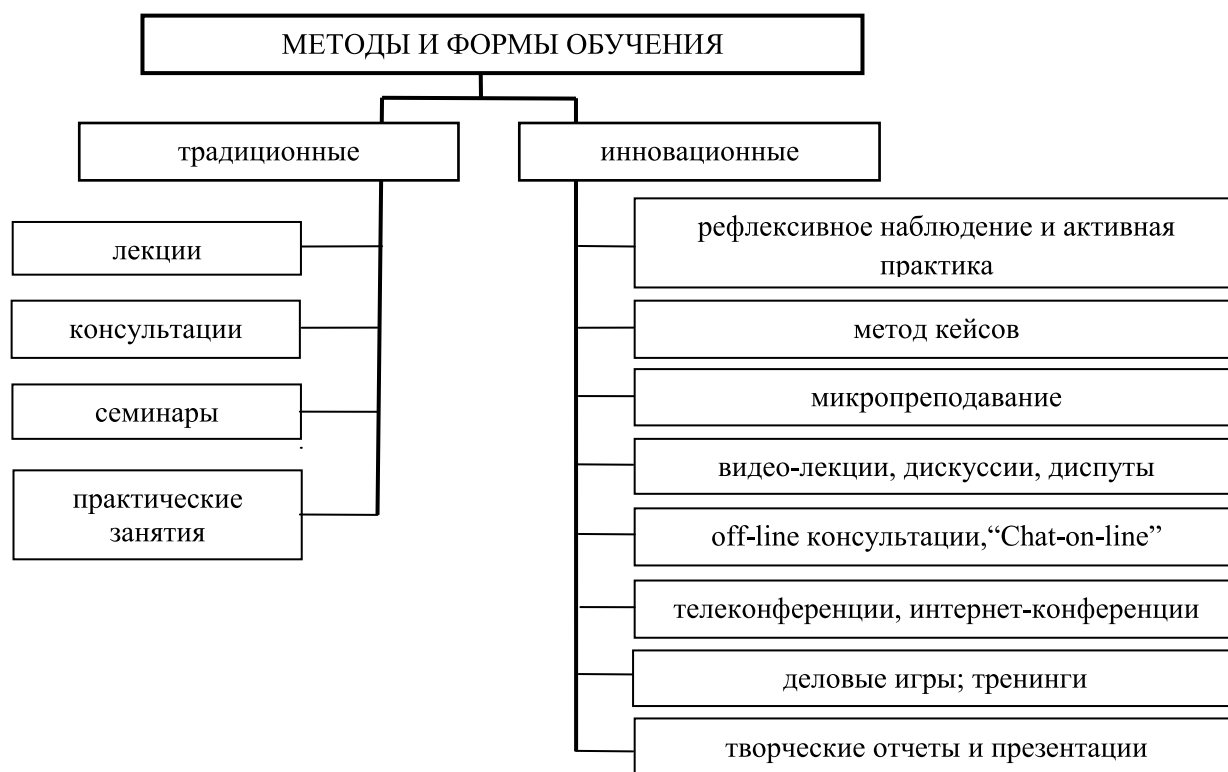 МЕТОДЫ И ФОРМЫ ОБУЧЕНИЯ
традиционные
инновационные
лекции
консультации
семинары
практические
занятия
рефлексивное наблюдение и активная
практика
метод кейсов
микропреподавание
видео-лекции, дискуссии, диспуты
off-line консультации,“Chat-on-line”
телеконференции, интернет-конференции
деловые игры; тренинги
творческие отчеты и презентации